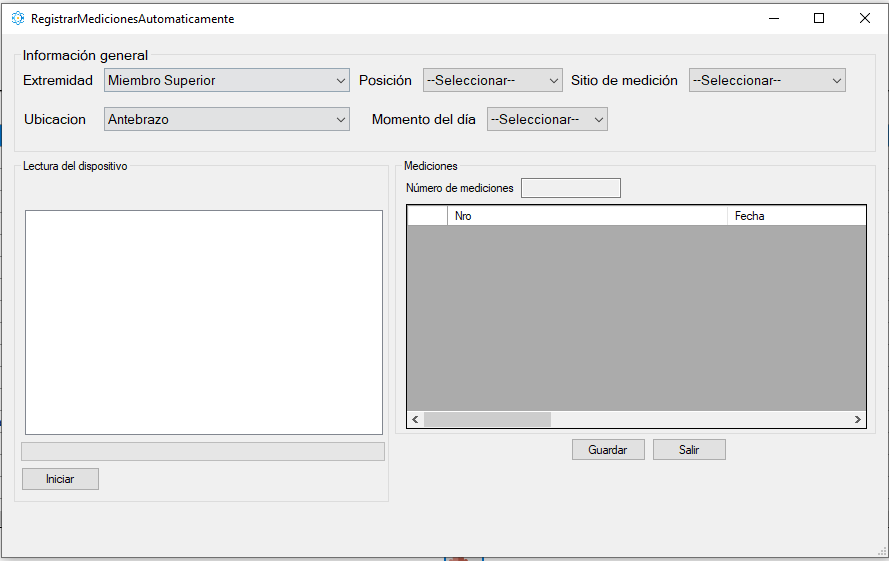 RegistrarMedicionesAutomaticamente
Información general
Extremidad Miembro Superior Posición --Seleccionar-- Sitio de medición --Seleccionar--
Ubicacion Antebrazo Momento del día --Seleccionar--
Lectura del dispositivo
Iniciar
Mediciones
Número de mediciones
Nro Fecha
Guardar Salir